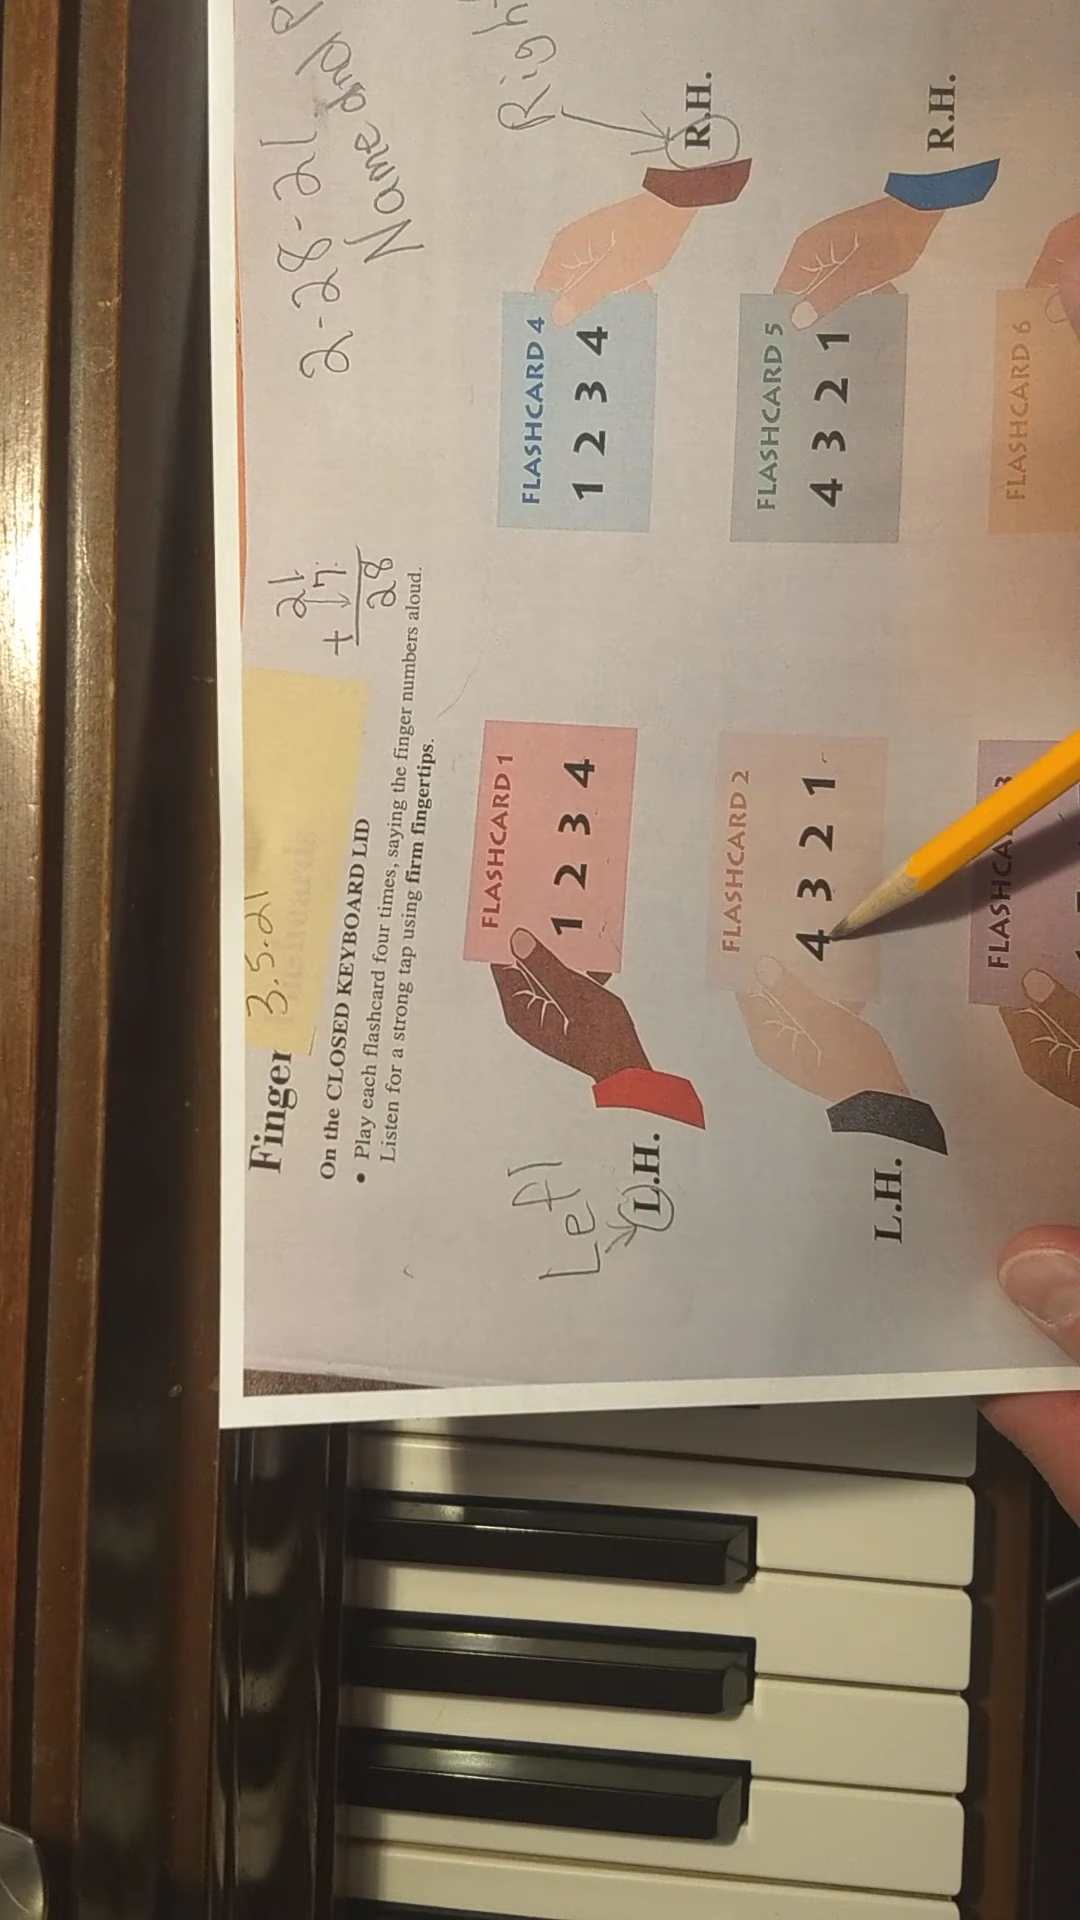 2-28-21
Name and
Finger 3.5.21
21
+ 7
28
On the CLOSED KEYBOARD LID
• Play each flashcard four times, saying the finger numbers aloud.
Listen for a strong tap using firm fingertips.
Left
L.H.
FLASHCARD 1
1 2 3 4
FLASHCARD 4
1 2 3 4
R.H.
L.H.
FLASHCARD 2
4 3 2 1
FLASHCARD 5
4 3 2 1
R.H.
FLASHCARD 6